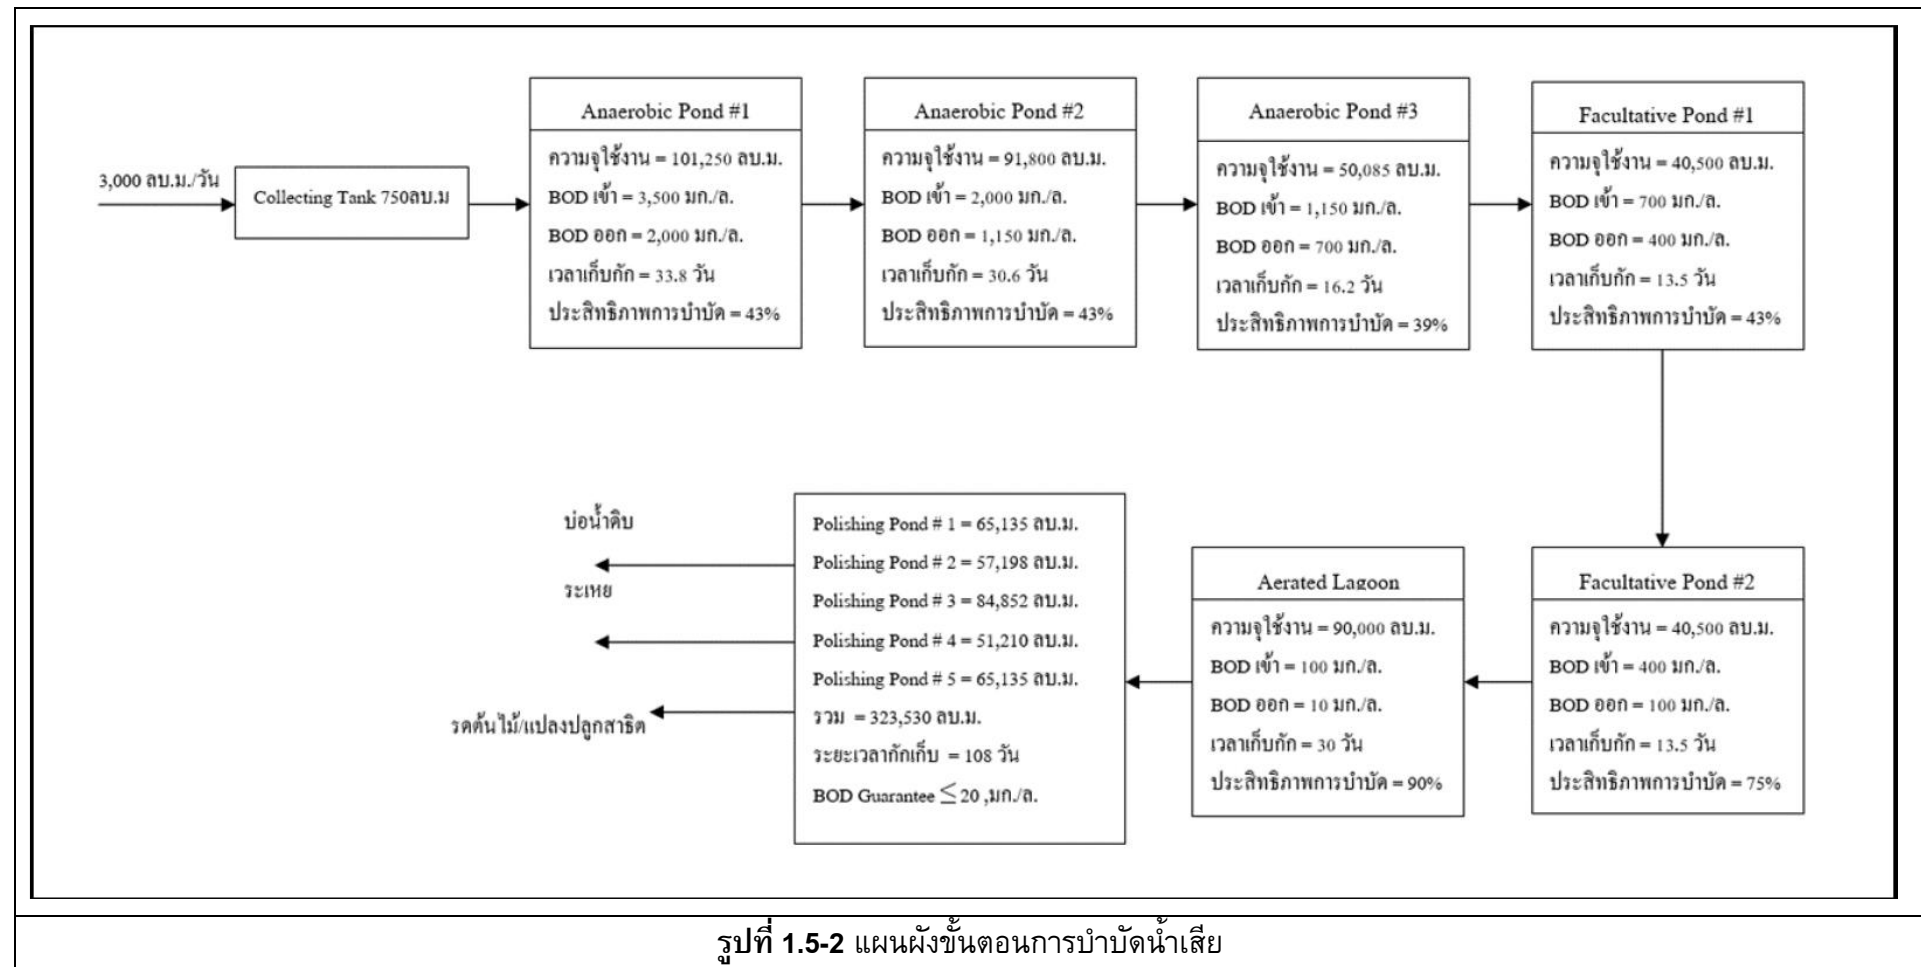 3,000 ลบ.ม./วัน
Collecting Tank 750ลบ.ม
Anaerobic Pond #1
ความจุใช้งาน = 101,250 ลบ.ม.
BOD เข้า = 3,500 มก./ล.
BOD ออก = 2,000 มก./ล.
เวลาเก็บกัก = 33.8 วัน
ประสิทธิภาพการบำบัด = 43%
Anaerobic Pond #2
ความจุใช้งาน = 91,800 ลบ.ม.
BOD เข้า = 2,000 มก./ล.
BOD ออก = 1,150 มก./ล.
เวลาเก็บกัก = 30.6 วัน
ประสิทธิภาพการบำบัด = 43%
Anaerobic Pond #3
ความจุใช้งาน = 50,085 ลบ.ม.
BOD เข้า = 1,150 มก./ล.
BOD ออก = 700 มก./ล.
เวลาเก็บกัก = 16.2 วัน
ประสิทธิภาพการบำบัด = 39%
Facultative Pond #1
ความจุใช้งาน = 40,500 ลบ.ม.
BOD เข้า = 700 มก./ล.
BOD ออก = 400 มก./ล.
เวลาเก็บกัก = 13.5 วัน
ประสิทธิภาพการบำบัด = 43%
Facultative Pond #2
ความจุใช้งาน = 40,500 ลบ.ม.
BOD เข้า = 400 มก./ล.
BOD ออก = 100 มก./ล.
เวลาเก็บกัก = 13.5 วัน
ประสิทธิภาพการบำบัด = 75%
Aerated Lagoon
ความจุใช้งาน = 90,000 ลบ.ม.
BOD เข้า = 100 มก./ล.
BOD ออก = 10 มก./ล.
เวลาเก็บกัก = 30 วัน
ประสิทธิภาพการบำบัด = 90%
Polishing Pond # 1 = 65,135 ลบ.ม.
Polishing Pond # 2 = 57,198 ลบ.ม.
Polishing Pond # 3 = 84,852 ลบ.ม.
Polishing Pond # 4 = 51,210 ลบ.ม.
Polishing Pond # 5 = 65,135 ลบ.ม.
รวม = 323,530 ลบ.ม.
ระยะเวลากักเก็บ = 108 วัน
BOD Guarantee ≤ 20 ,มก./ล.
บ่อน้ำดิบ
ระเหย
รดต้นไม้/แปลงปลูกสาธิต
รูปที่ 1.5-2 แผนผังขั้นตอนการบำบัดน้ำเสีย